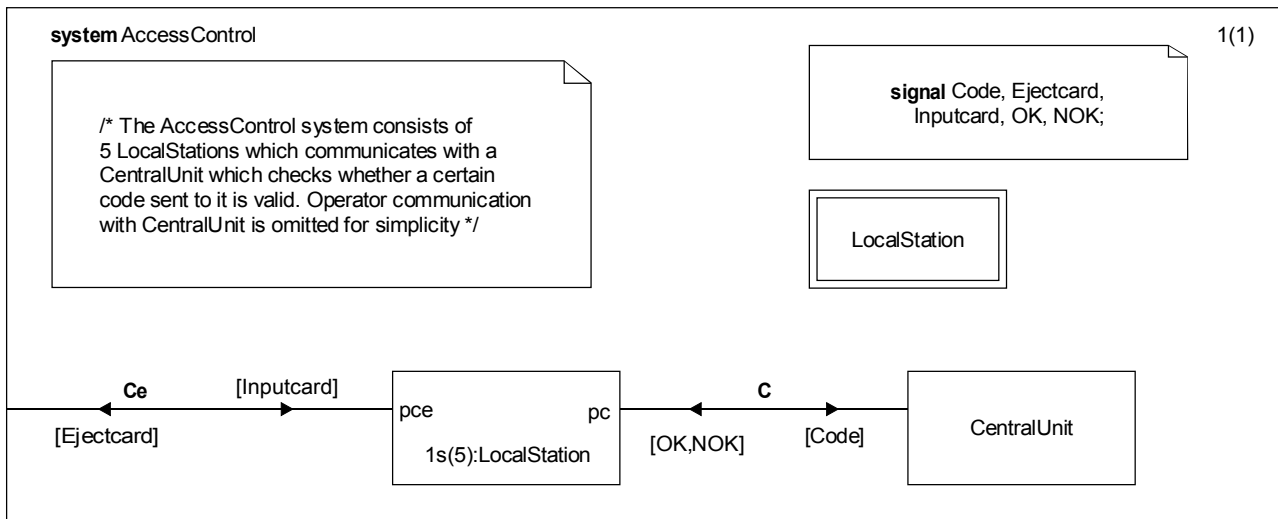 system AccessControl
1(1)
/* The AccessControl system consists of
5 LocalStations which communicates with a
CentralUnit which checks whether a certain
code sent to it is valid. Operator communication
with CentralUnit is omitted for simplicity */
signal Code, Ejectcard,
Inputcard, OK, NOK;
LocalStation
Ce
[Inputcard]
[Ejectcard]
pce
pc
1s(5):LocalStation
C
[OK,NOK]
[Code]
CentralUnit